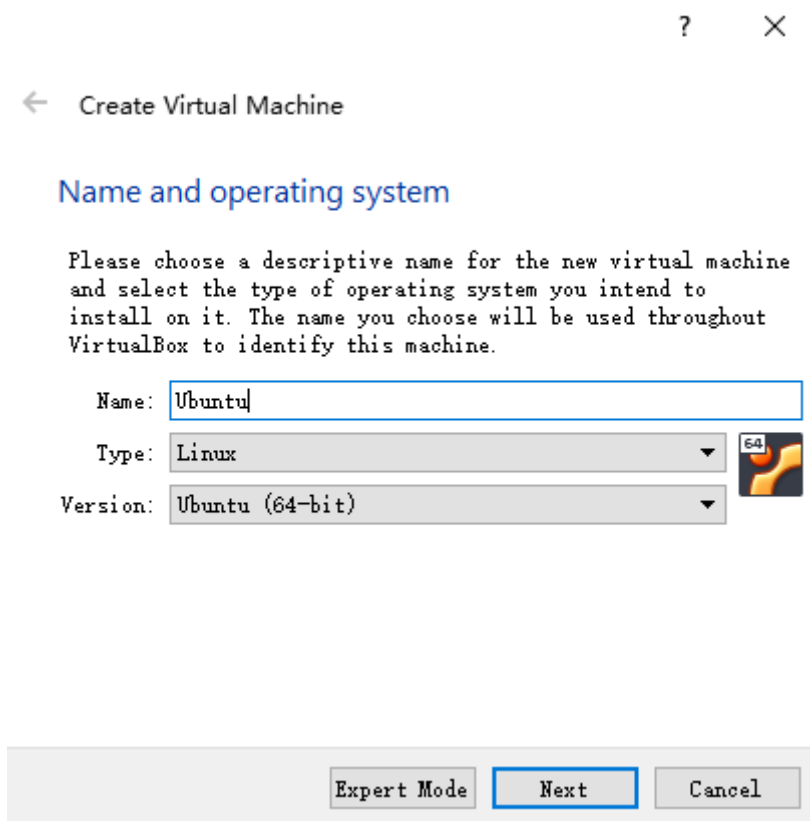 ?
Create Virtual Machine
Name and operating system
Please choose a descriptive name for the new virtual machine
and select the type of operating system you intend to
install on it. The name you choose will be used throughout
VirtualBox to identify this machine.
Name: Ubuntu
Type: Linux
64
Version: Ubuntu (64-bit)
Expert Mode Next Cancel